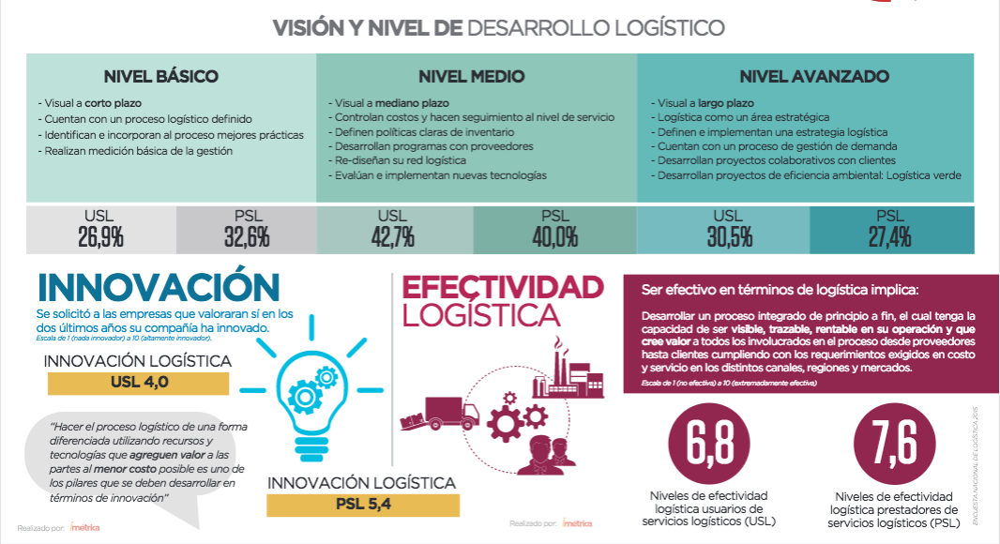 VISIÓN Y NIVEL DE DESARROLLO LOGÍSTICO
NIVEL BÁSICO
- Visual a corto plazo
- Cuentan con un proceso logístico definido
- Identifican e incorporan al proceso mejores prácticas
- Realizan medición básica de la gestión
NIVEL MEDIO
- Visual a mediano plazo
- Controlan costos y hacen seguimiento al nivel de servicio
- Definen políticas claras de inventario
- Desarrollan programas con proveedores
- Re-diseñan su red logística
- Evalúan e implementan nuevas tecnologías
NIVEL AVANZADO
- Visual a largo plazo
- Logística como un área estratégica
- Definen e implementan una estrategia logística
- Cuentan con un proceso de gestión de demanda
- Desarrollan proyectos colaborativos con clientes
- Desarrollan proyectos de eficiencia ambiental: Logística verde
USL
26,9%
PSL
32,6%
USL
42,7%
PSL
40,0%
USL
30,5%
PSL
27,4%
INNOVACIÓN
Se solicitó a las empresas que valoraran sí en los
dos últimos años su compañía ha innovado.
Escala de 1 (nada innovador) a 10 (altamente innovador).
INNOVACIÓN LOGÍSTICA
USL 4,0
"Hacer el proceso logístico de una forma
diferenciada utilizando recursos y
tecnologías que agreguen valor a las
partes al menor costo posible es uno de
los pilares que se deben desarrollar en
términos de innovación"
INNOVACIÓN LOGÍSTICA
PSL 5,4
Realizado por: imétrica
EFECTIVIDAD
LOGÍSTICA
Realizado por: imétrica
Ser efectivo en términos de logística implica:
Desarrollar un proceso integrado de principio a fin, el cual tenga la
capacidad de ser visible, trazable, rentable en su operación y que
cree valor a todos los involucrados en el proceso desde proveedores
hasta clientes cumpliendo con los requerimientos exigidos en costo
y servicio en los distintos canales, regiones y mercados.
Escala de 1 (no efectiva) a 10 (extremadamente efectiva)
6,8
Niveles de efectividad
logística usuarios de
servicios logísticos (USL)
7,6
Niveles de efectividad
logística prestadores de
servicios logísticos (PSL)
ENCUESTA NACIONAL DE LOGÍSTICA 2015